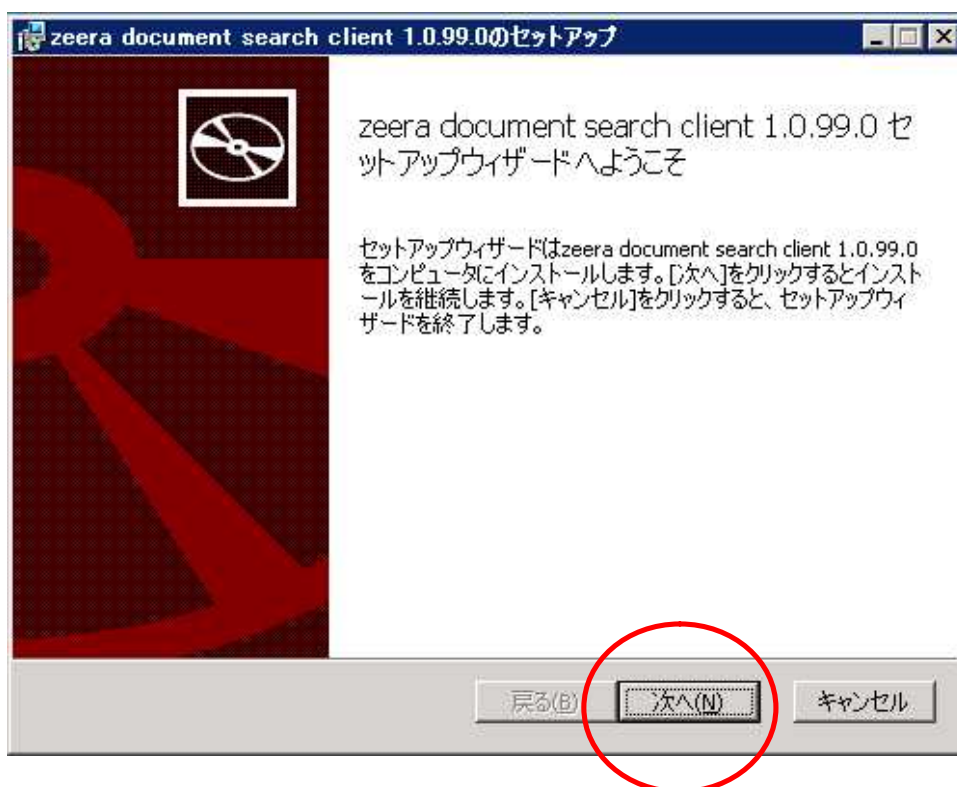 zeera document search client 1.0.99.0のセットアップ
zeera document search client 1.0.99.0 セ
ットアップウィザードへようこそ
セットアップウィザードはzeera document search client 1.0.99.0
をコンピュータにインストールします。[次へ]をクリックするとインスト
ールを継続します。[キャンセル]をクリックすると、セットアップウィ
ザードを終了します。
戻る(B) 次へ(N) キャンセル